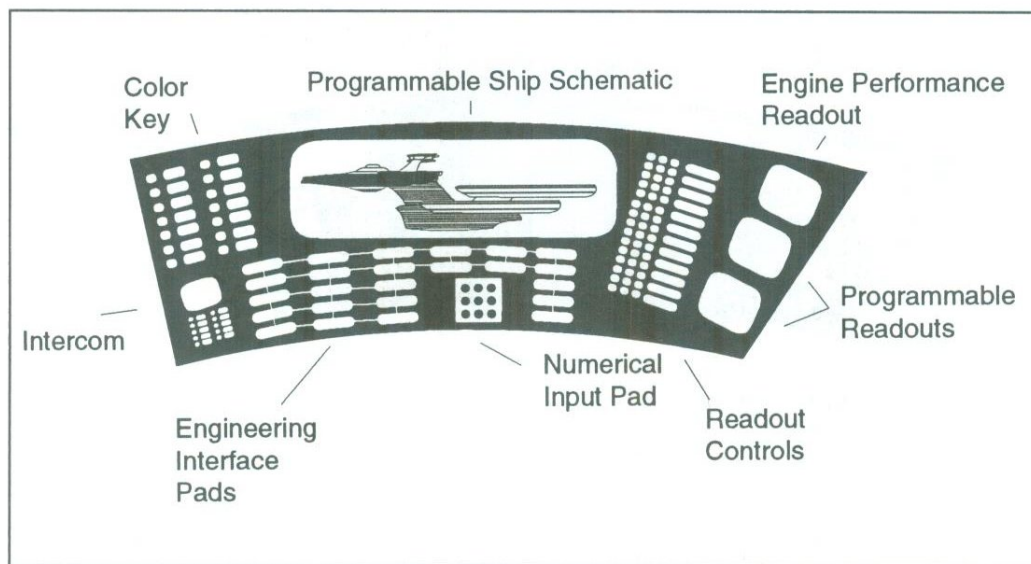 Color
Key
Programmable Ship Schematic
Engine Performance
Readout
Intercom
Programmable
Readouts
Numerical
Input Pad
Engineering
Interface
Pads
Readout
Controls